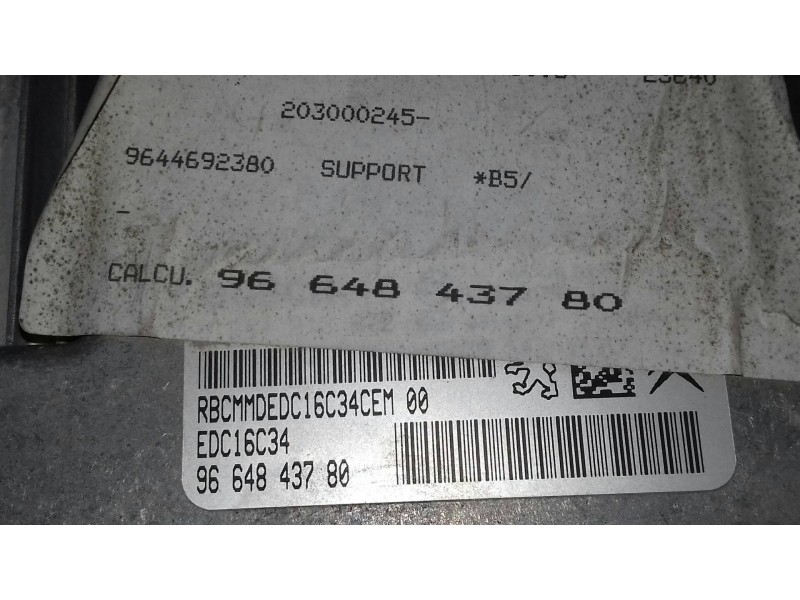 203000245-
9644692380 SUPPORT *B5/
-
CALCU. 96 648 437 80
RBCMMDEDC16C34CEM 00
EDC16C34
96 648 437 80